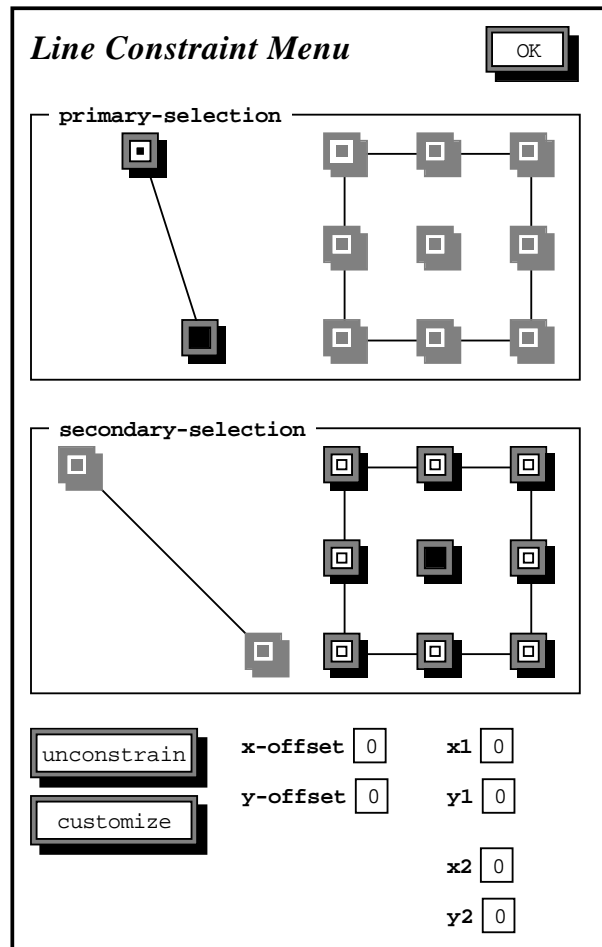 Line Constraint Menu
OK
primary-selection
secondary-selection
unconstrain
x-offset 0
x1 0
customize
y-offset 0
y1 0
x2 0
y2 0